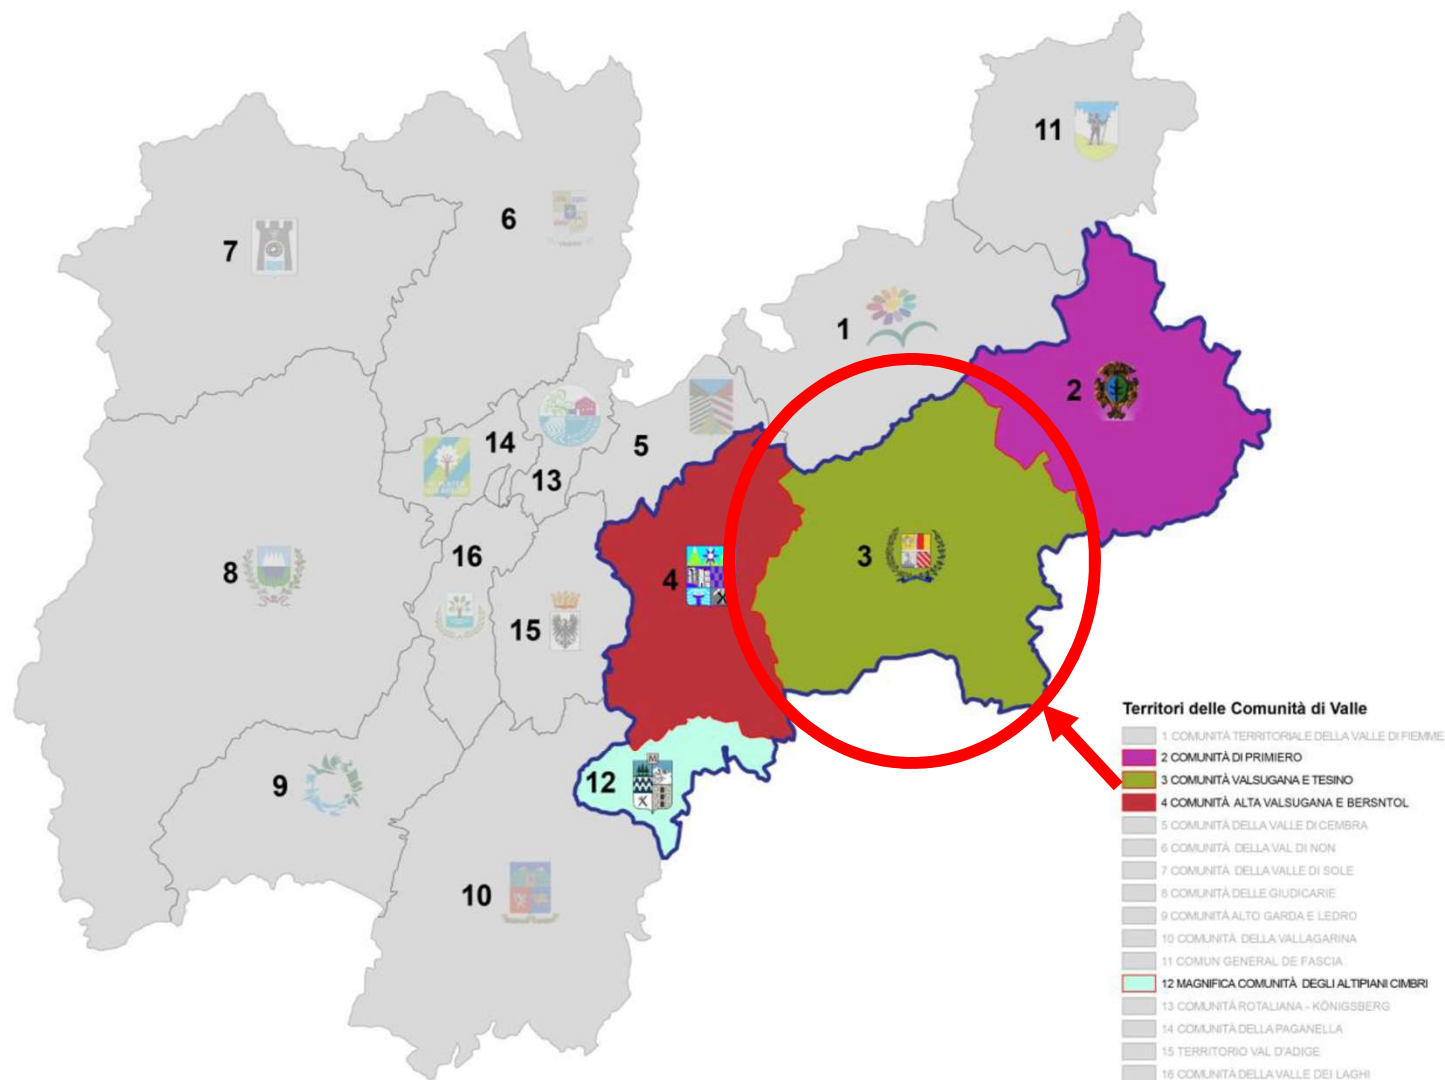 11
6
7
1
2
14
5
13
3
16
8
4
15
12
9
10
M
Territori delle Comunità di Valle
1 COMUNITÀ TERRITORIALE DELLA VALLE DI FIEMME
2 COMUNITÀ DI PRIMIERO
3 COMUNITÀ VALSUGANA E TESINO
4 COMUNITÀ ALTA VALSUGANA E BERSNTOL
5 COMUNITÀ DELLA VALLE DI CEMBRA
6 COMUNITÀ DELLA VAL DI NON
7 COMUNITÀ DELLA VALLE DI SOLE
8 COMUNITÀ DELLE GIUDICARIE
9 COMUNITÀ ALTO GARDA E LEDRO
10 COMUNITÀ DELLA VALLAGARINA
11 COMUN GENERAL DE FASCIA
12 MAGNIFICA COMUNITÀ DEGLI ALTIPIANI CIMBRI
13 COMUNITÀ ROTALIANA - KÖNIGSBERG
14 COMUNITÀ DELLA PAGANELLA
15 TERRITORIO VAL D'ADIGE
16 COMUNITÀ DELLA VALLE DEI LAGHI